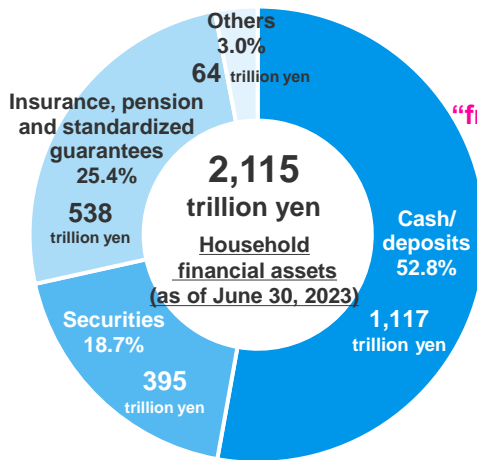 Others
3.0%
64 trillion yen
Insurance, pension
and standardized
guarantees
25.4%
538
trillion yen
2,115
trillion yen
Household
financial assets
(as of June 30, 2023)
Cash/
deposits
52.8%
1,117
trillion yen
Securities
18.7%
395
trillion yen